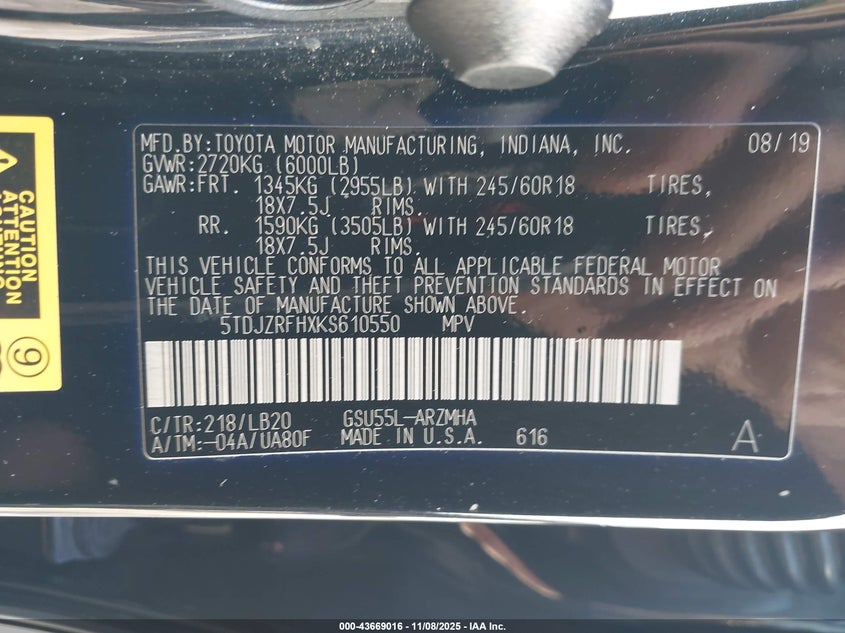 MFD.BY:TOYOTA MOTOR MANUFACTURING, INDIANA, INC. 08/19
GVWR:2720KG (6000LB)
GAWR:FRT. 1345KG (2955LB) WITH 245/60R18 TIRES,
18X7.5J RIMS.
RR. 1590KG (3505LB) WITH 245/60R18 TIRES,
18X7.5J RIMS.
THIS VEHICLE CONFORMS TO ALL APPLICABLE FEDERAL MOTOR
VEHICLE SAFETY AND THEFT PREVENTION STANDARDS IN EFFECT ON
THE DATE OF MANUFACTURE SHOWN ABOVE.
5TDJZRFHXKS610550 MPV
C/TR:218/LB20 GSU55L-ARZMHA
A/TM:-04A/UA80F MADE IN U.S.A. 616 A
CAUTION
ATTENTION
9
000-43669016 - 11/08/2025 - IAA Inc.